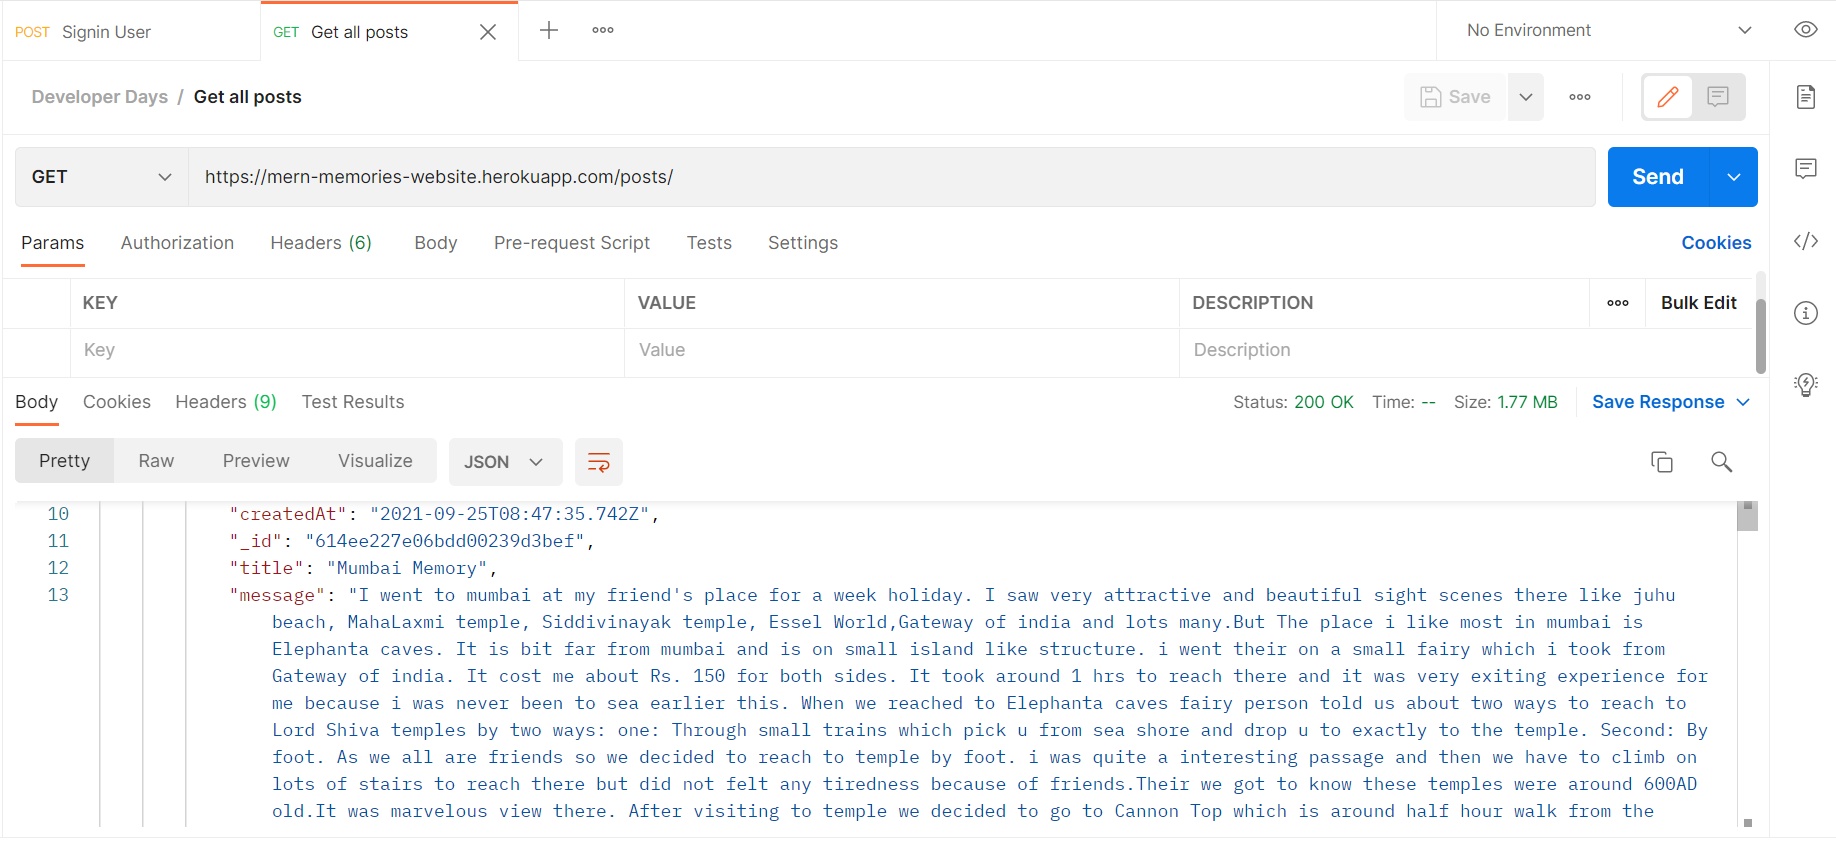 POST Signin User
GET Get all posts
No Environment
Developer Days / Get all posts
Save
GET https://mern-memories-website.herokuapp.com/posts/ Send
Params Authorization Headers (6) Body Pre-request Script Tests Settings Cookies
KEY VALUE DESCRIPTION Bulk Edit
Key Value Description
Body Cookies Headers (9) Test Results Status: 200 OK Time: -- Size: 1.77 MB Save Response
Pretty Raw Preview Visualize JSON
10 "createdAt": "2021-09-25T08:47:35.742Z",
11 "_id": "614ee227e06bdd00239d3bef",
12 "title": "Mumbai Memory",
13 "message": "I went to mumbai at my friend's place for a week holiday. I saw very attractive and beautiful sight scenes there like juhu
beach, MahaLaxmi temple, Siddivinayak temple, Essel World,Gateway of india and lots many.But The place i like most in mumbai is
Elephanta caves. It is bit far from mumbai and is on small island like structure. i went their on a small fairy which i took from
Gateway of india. It cost me about Rs. 150 for both sides. It took around 1 hrs to reach there and it was very exiting experience for
me because i was never been to sea earlier this. When we reached to Elephanta caves fairy person told us about two ways to reach to
Lord Shiva temples by two ways: one: Through small trains which pick u from sea shore and drop u to exactly to the temple. Second: By
foot. As we all are friends so we decided to reach to temple by foot. i was quite a interesting passage and then we have to climb on
lots of stairs to reach there but did not felt any tiredness because of friends.Their we got to know these temples were around 600AD
old.It was marvelous view there. After visiting to temple we decided to go to Cannon Top which is around half hour walk from the